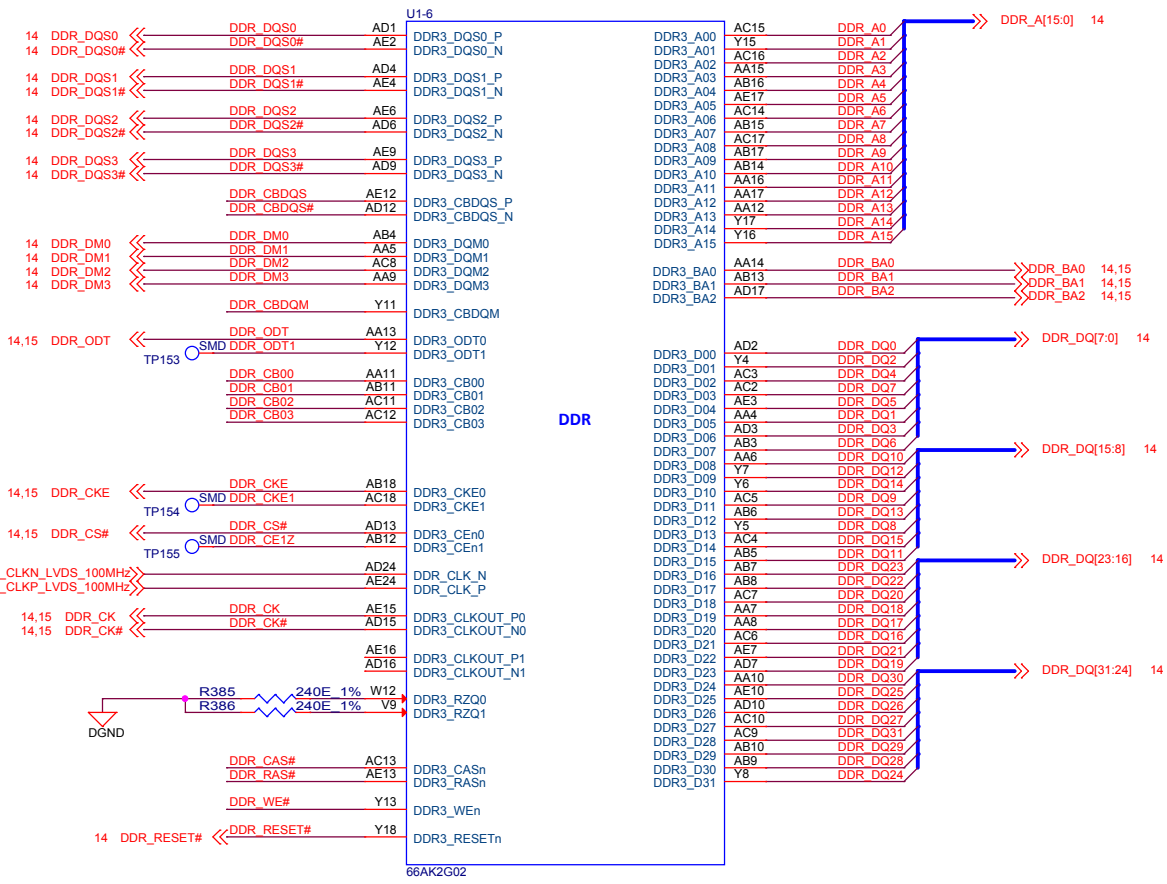 U1-6
14 DDR_DQS0 DDR_DQS0 AD1 DDR3_DQS0_P
14 DDR_DQS0# DDR_DQS0# AE2 DDR3_DQS0_N
14 DDR_DQS1 DDR_DQS1 AD4 DDR3_DQS1_P
14 DDR_DQS1# DDR_DQS1# AE4 DDR3_DQS1_N
14 DDR_DQS2 DDR_DQS2 AE6 DDR3_DQS2_P
14 DDR_DQS2# DDR_DQS2# AD6 DDR3_DQS2_N
14 DDR_DQS3 DDR_DQS3 AE9 DDR3_DQS3_P
14 DDR_DQS3# DDR_DQS3# AD9 DDR3_DQS3_N
DDR_CBDQS AE12 DDR3_CBDQS_P
DDR_CBDQS# AD12 DDR3_CBDQS_N
14 DDR_DM0 DDR_DM0 AB4 DDR3_DQM0
14 DDR_DM1 DDR_DM1 AA5 DDR3_DQM1
14 DDR_DM2 DDR_DM2 AC8 DDR3_DQM2
14 DDR_DM3 DDR_DM3 AA9 DDR3_DQM3
DDR_CBDQM Y11 DDR3_CBDQM
14,15 DDR_ODT DDR_ODT AA13 DDR3_ODT0
TP153 SMD DDR_ODT1 Y12 DDR3_ODT1
DDR_CB00 AA11 DDR3_CB00
DDR_CB01 AB11 DDR3_CB01
DDR_CB02 AC11 DDR3_CB02
DDR_CB03 AC12 DDR3_CB03
14,15 DDR_CKE DDR_CKE AB18 DDR3_CKE0
TP154 SMD DDR_CKE1 AC18 DDR3_CKE1
14,15 DDR_CS# DDR_CS# AD13 DDR3_CEn0
TP155 SMD DDR_CE1Z AB12 DDR3_CEn1
_CLKN_LVDS_100MHz AD24 DDR_CLK_N
_CLKP_LVDS_100MHz AE24 DDR_CLK_P
14,15 DDR_CK DDR_CK AE15 DDR3_CLKOUT_P0
14,15 DDR_CK# DDR_CK# AD15 DDR3_CLKOUT_N0
AE16 DDR3_CLKOUT_P1
AD16 DDR3_CLKOUT_N1
R385 240E_1% W12 DDR3_RZQ0
R386 240E_1% V9 DDR3_RZQ1
DGND
DDR_CAS# AC13 DDR3_CASn
DDR_RAS# AE13 DDR3_RASn
DDR_WE# Y13 DDR3_WEn
14 DDR_RESET# DDR_RESET# Y18 DDR3_RESETn
66AK2G02
DDR
DDR3_A00 AC15 DDR_A0 DDR_A[15:0] 14
DDR3_A01 Y15 DDR_A1
DDR3_A02 AC16 DDR_A2
DDR3_A03 AA15 DDR_A3
DDR3_A04 AB16 DDR_A4
DDR3_A05 AE17 DDR_A5
DDR3_A06 AC14 DDR_A6
DDR3_A07 AB15 DDR_A7
DDR3_A08 AC17 DDR_A8
DDR3_A09 AB17 DDR_A9
DDR3_A10 AB14 DDR_A10
DDR3_A11 AA16 DDR_A11
DDR3_A12 AA17 DDR_A12
DDR3_A13 AA12 DDR_A13
DDR3_A14 Y17 DDR_A14
DDR3_A15 Y16 DDR_A15
DDR3_BA0 AA14 DDR_BA0 DDR_BA0 14,15
DDR3_BA1 AB13 DDR_BA1 DDR_BA1 14,15
DDR3_BA2 AD17 DDR_BA2 DDR_BA2 14,15
DDR3_D00 AD2 DDR_DQ0 DDR_DQ[7:0] 14
DDR3_D01 Y4 DDR_DQ2
DDR3_D02 AC3 DDR_DQ4
DDR3_D03 AC2 DDR_DQ7
DDR3_D04 AE3 DDR_DQ5
DDR3_D05 AA4 DDR_DQ1
DDR3_D06 AD3 DDR_DQ3
DDR3_D07 AB3 DDR_DQ6
DDR3_D08 AA6 DDR_DQ10 DDR_DQ[15:8] 14
DDR3_D09 Y7 DDR_DQ12
DDR3_D10 Y6 DDR_DQ14
DDR3_D11 AC5 DDR_DQ9
DDR3_D12 AB6 DDR_DQ13
DDR3_D13 Y5 DDR_DQ8
DDR3_D14 AC4 DDR_DQ15
DDR3_D15 AB5 DDR_DQ11
DDR3_D16 AB7 DDR_DQ23 DDR_DQ[23:16] 14
DDR3_D17 AB8 DDR_DQ22
DDR3_D18 AC7 DDR_DQ20
DDR3_D19 AA7 DDR_DQ18
DDR3_D20 AA8 DDR_DQ17
DDR3_D21 AC6 DDR_DQ16
DDR3_D22 AE7 DDR_DQ21
DDR3_D23 AD7 DDR_DQ19
DDR3_D24 AA10 DDR_DQ30 DDR_DQ[31:24] 14
DDR3_D25 AE10 DDR_DQ25
DDR3_D26 AD10 DDR_DQ26
DDR3_D27 AC10 DDR_DQ27
DDR3_D28 AC9 DDR_DQ31
DDR3_D29 AB10 DDR_DQ29
DDR3_D30 AB9 DDR_DQ28
DDR3_D31 Y8 DDR_DQ24